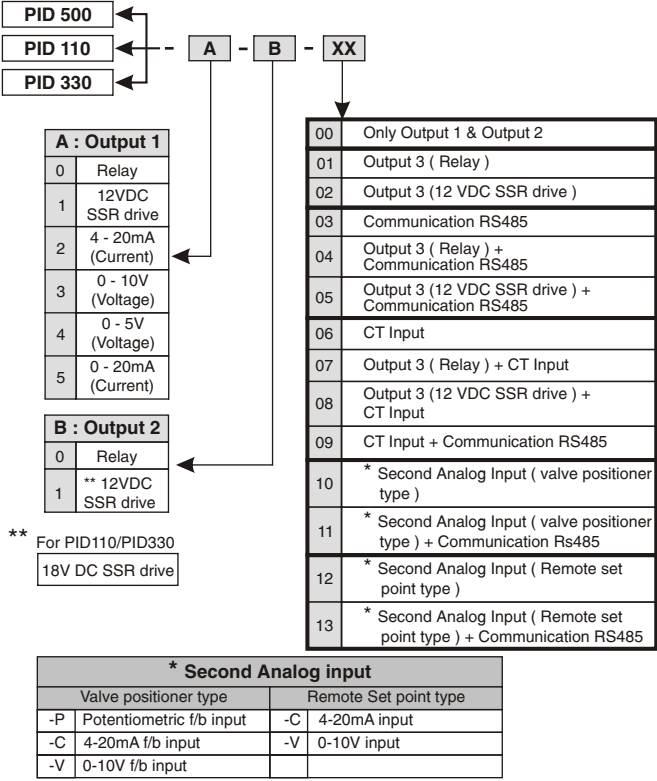 PID 500
PID 110 - A - B - XX
PID 330
A : Output 1
0 Relay
1 12VDC
SSR drive
2 4 - 20mA
(Current)
3 0 - 10V
(Voltage)
4 0 - 5V
(Voltage)
5 0 - 20mA
(Current)
B : Output 2
0 Relay
1 ** 12VDC
SSR drive
** For PID110/PID330
18V DC SSR drive
00 Only Output 1 & Output 2
01 Output 3 ( Relay )
02 Output 3 (12 VDC SSR drive )
03 Communication RS485
04 Output 3 ( Relay ) +
Communication RS485
05 Output 3 (12 VDC SSR drive ) +
Communication RS485
06 CT Input
07 Output 3 ( Relay ) + CT Input
08 Output 3 (12 VDC SSR drive ) +
CT Input
09 CT Input + Communication RS485
10 * Second Analog Input ( valve positioner
type )
11 * Second Analog Input ( valve positioner
type ) + Communication Rs485
12 * Second Analog Input ( Remote set
point type )
13 * Second Analog Input ( Remote set
point type ) + Communication RS485
* Second Analog input
Valve positioner type Remote Set point type
-P Potentiometric f/b input -C 4-20mA input
-C 4-20mA f/b input -V 0-10V input
-V 0-10V f/b input